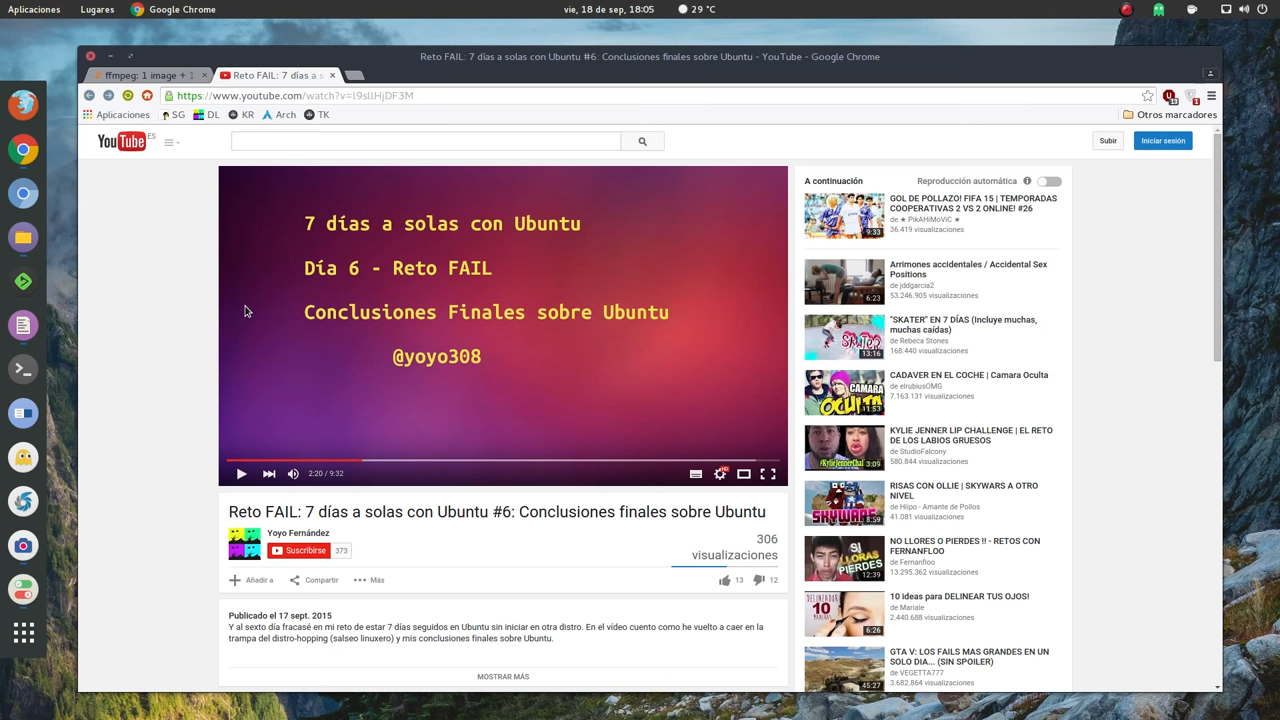 Aplicaciones Lugares Google Chrome vie, 18 de sep, 18:05 29 °C
Reto FAIL: 7 días a solas con Ubuntu #6: Conclusiones finales sobre Ubuntu - YouTube - Google Chrome
ffmpeg: 1 image + 1 × Reto FAIL: 7 días a s ×
https://www.youtube.com/watch?v=l9sllHjDF3M
Aplicaciones SG DL KR Arch TK Otros marcadores
YouTube ES Subir Iniciar sesión
7 días a solas con Ubuntu
Día 6 - Reto FAIL
Conclusiones Finales sobre Ubuntu
@yoyo308
2:20 / 9:32
HD
Reto FAIL: 7 días a solas con Ubuntu #6: Conclusiones finales sobre Ubuntu
Yoyo Fernández
Suscribirse 373
306
visualizaciones
Añadir a Compartir Más 13 12
Publicado el 17 sept. 2015
Y al sexto día fracasé en mi reto de estar 7 días seguidos en Ubuntu sin iniciar en otra distro. En el vídeo cuento como he vuelto a caer en la
trampa del distro-hopping (salseo linuxero) y mis conclusiones finales sobre Ubuntu.
MOSTRAR MÁS
A continuación Reproducción automática
GOL DE POLLAZO! FIFA 15 | TEMPORADAS
COOPERATIVAS 2 VS 2 ONLINE! #26
de ★ PikAHiMoViC ★
36.419 visualizaciones
9:33
Arrimones accidentales / Accidental Sex
Positions
de jddgarcia2
53.246.905 visualizaciones
6:23
"SKATER" EN 7 DÍAS (Incluye muchas,
muchas caídas)
de Rebeca Stones
168.440 visualizaciones
13:16
CADAVER EN EL COCHE | Camara Oculta
de elrubiusOMG
7.163.131 visualizaciones
CAMARA
OCULTA
11:53
KYLIE JENNER LIP CHALLENGE | EL RETO
DE LOS LABIOS GRUESOS
de StudioFalcony
580.844 visualizaciones
3:09
RISAS CON OLLIE | SKYWARS A OTRO
NIVEL
de Hiipo - Amante de Pollos
41.081 visualizaciones
SKYWARS
8:59
NO LLORES O PIERDES !! - RETOS CON
FERNANFLOO
de Fernanfloo
13.295.362 visualizaciones
SI
LLORAS
PIERDES
12:39
10 ideas para DELINEAR TUS OJOS!
de Mariale
2.440.688 visualizaciones
10
6:26
GTA V: LOS FAILS MAS GRANDES EN UN
SOLO DIA... (SIN SPOILER)
de VEGETTA777
3.682.864 visualizaciones
45:27